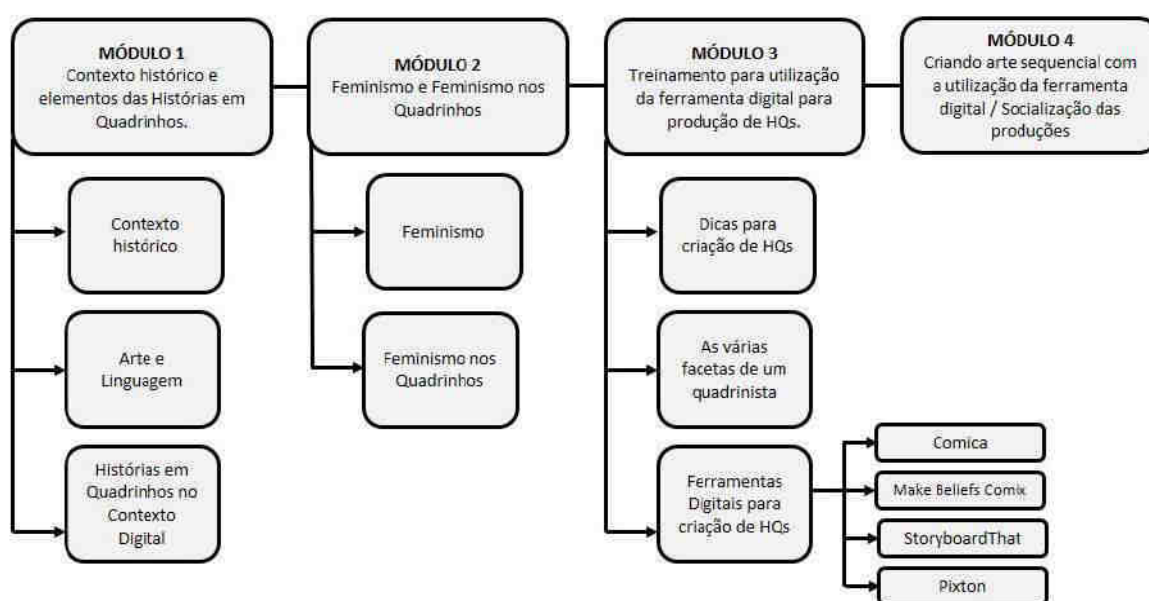 MÓDULO 1
Contexto histórico e
elementos das Histórias em
Quadrinhos.
MÓDULO 2
Feminismo e Feminismo nos
Quadrinhos
MÓDULO 3
Treinamento para utilização
da ferramenta digital para
produção de HQs.
MÓDULO 4
Criando arte sequencial com
a utilização da ferramenta
digital / Socialização das
produções
Contexto
histórico
Arte e
Linguagem
Histórias em
Quadrinhos no
Contexto
Digital
Feminismo
Feminismo nos
Quadrinhos
Dicas para
criação de HQs
As várias
facetas de um
quadrinista
Ferramentas
Digitais para
criação de HQs
Comica
Make Beliefs Comix
StoryboardThat
Pixton